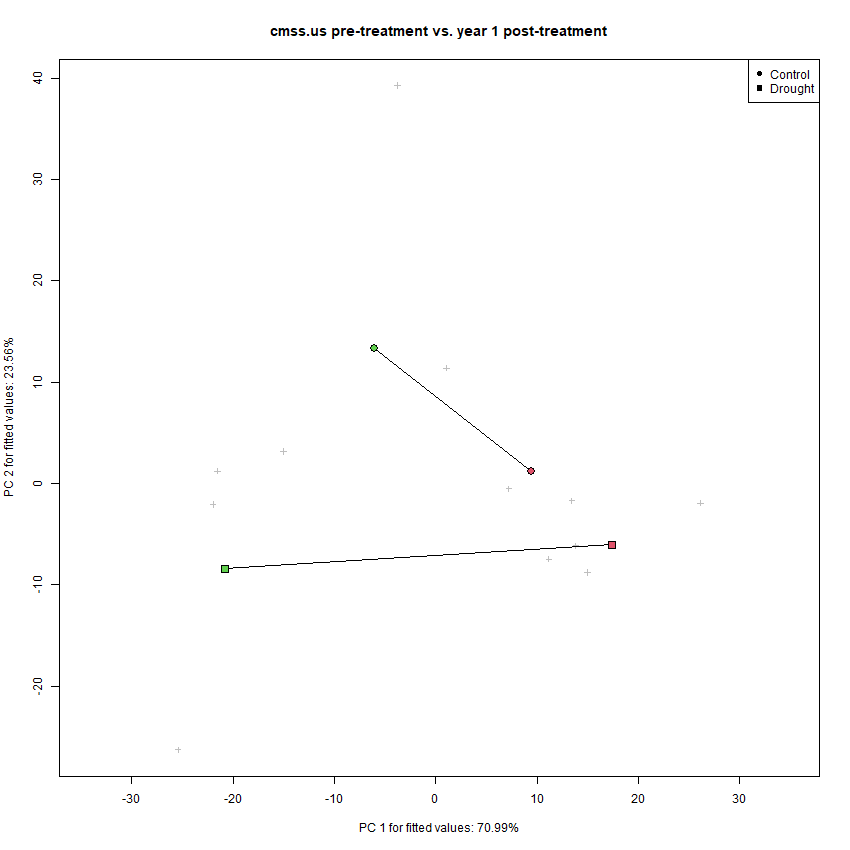 cmss.us pre-treatment vs. year 1 post-treatment
Control
Drought
40
30
20
10
0
-10
-20
PC 2 for fitted values: 23.56%
-30
-20
-10
0
10
20
30
PC 1 for fitted values: 70.99%